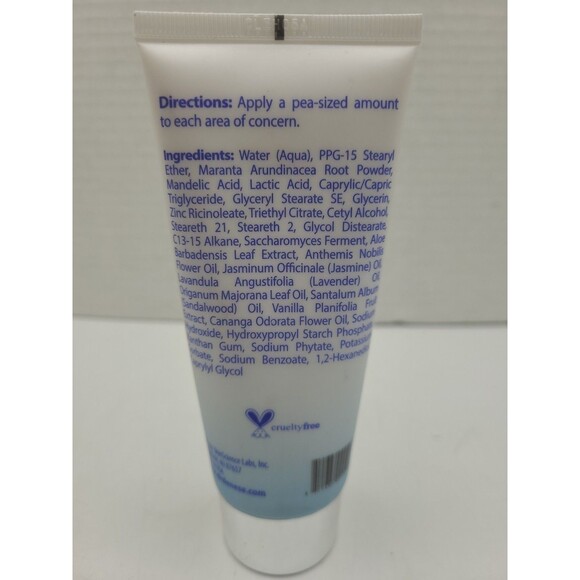 Directions: Apply a pea-sized amount
to each area of concern.
Ingredients: Water (Aqua), PPG-15 Stearyl
Ether, Maranta Arundinacea Root Powder,
Mandelic Acid, Lactic Acid, Caprylic/Capric
Triglyceride, Glyceryl Stearate SE, Glycerin,
Zinc Ricinoleate, Triethyl Citrate, Cetyl Alcohol,
Steareth 21, Steareth 2, Glycol Distearate,
C13-15 Alkane, Saccharomyces Ferment, Aloe
Barbadensis Leaf Extract, Anthemis Nobilis
Flower Oil, Jasminum Officinale (Jasmine) Oil,
Lavandula Angustifolia (Lavender) Oil,
Origanum Majorana Leaf Oil, Santalum Album
(Sandalwood) Oil, Vanilla Planifolia Fruit
Extract, Cananga Odorata Flower Oil, Sodium
Hydroxide, Hydroxypropyl Starch Phosphate,
Xanthan Gum, Sodium Phytate, Potassium
Sorbate, Sodium Benzoate, 1,2-Hexanediol,
Caprylyl Glycol
crueltyfree
Labs, Inc.